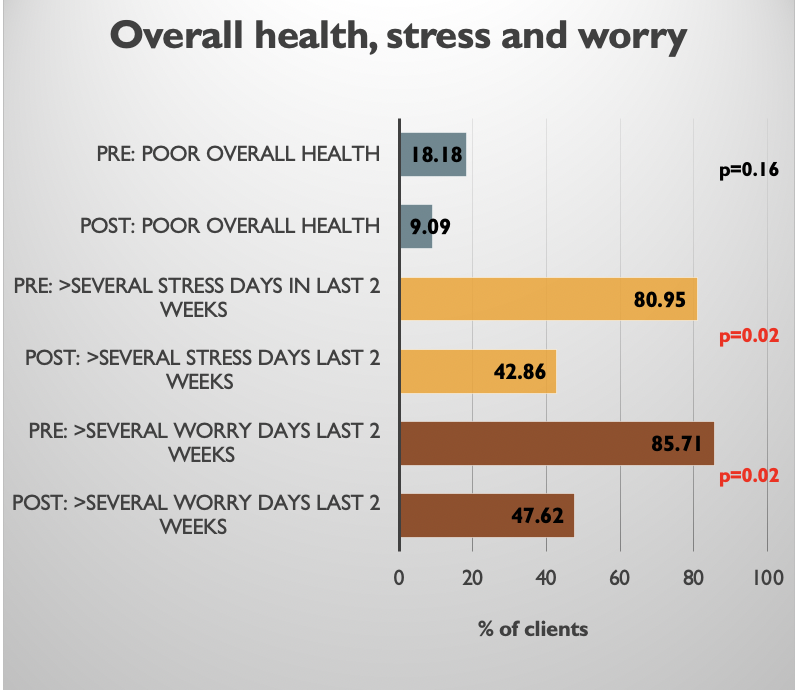 Overall health, stress and worry
PRE: POOR OVERALL HEALTH
18.18
p=0.16
POST: POOR OVERALL HEALTH
9.09
PRE: >SEVERAL STRESS DAYS IN LAST 2
WEEKS
80.95
p=0.02
POST: >SEVERAL STRESS DAYS LAST 2
WEEKS
42.86
PRE: >SEVERAL WORRY DAYS LAST 2
WEEKS
85.71
p=0.02
POST: >SEVERAL WORRY DAYS LAST 2
WEEKS
47.62
0 20 40 60 80 100
% of clients